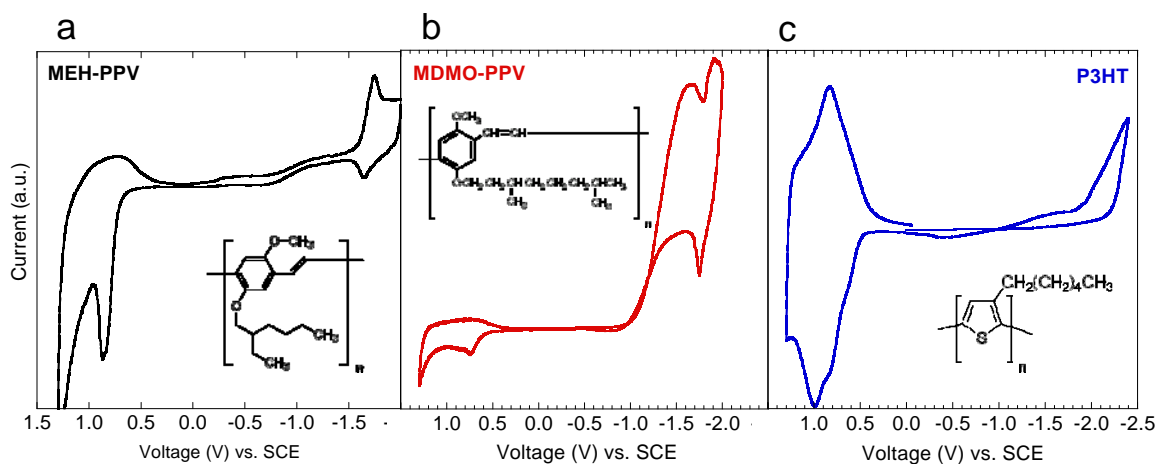 a
b
c
MEH-PPV
MDMO-PPV
P3HT
Current (a.u.)
O-CH₃
O
CH₃
CH₃
n
OCH₃
CH=CH
OCH₂CH₂CHCH₂CH₂CH₂CHCH₃
CH₃
CH₃
n
CH₂(CH₂)₄CH₃
S
n
1.5 1.0 0.5 0.0 -0.5 -1.0 -1.5 -
1.0 0.5 0.0 -0.5 -1.0 -1.5 -2.0
1.0 0.5 0.0 -0.5 -1.0 -1.5 -2.0 -2.5
Voltage (V) vs. SCE
Voltage (V) vs. SCE
Voltage (V) vs. SCE